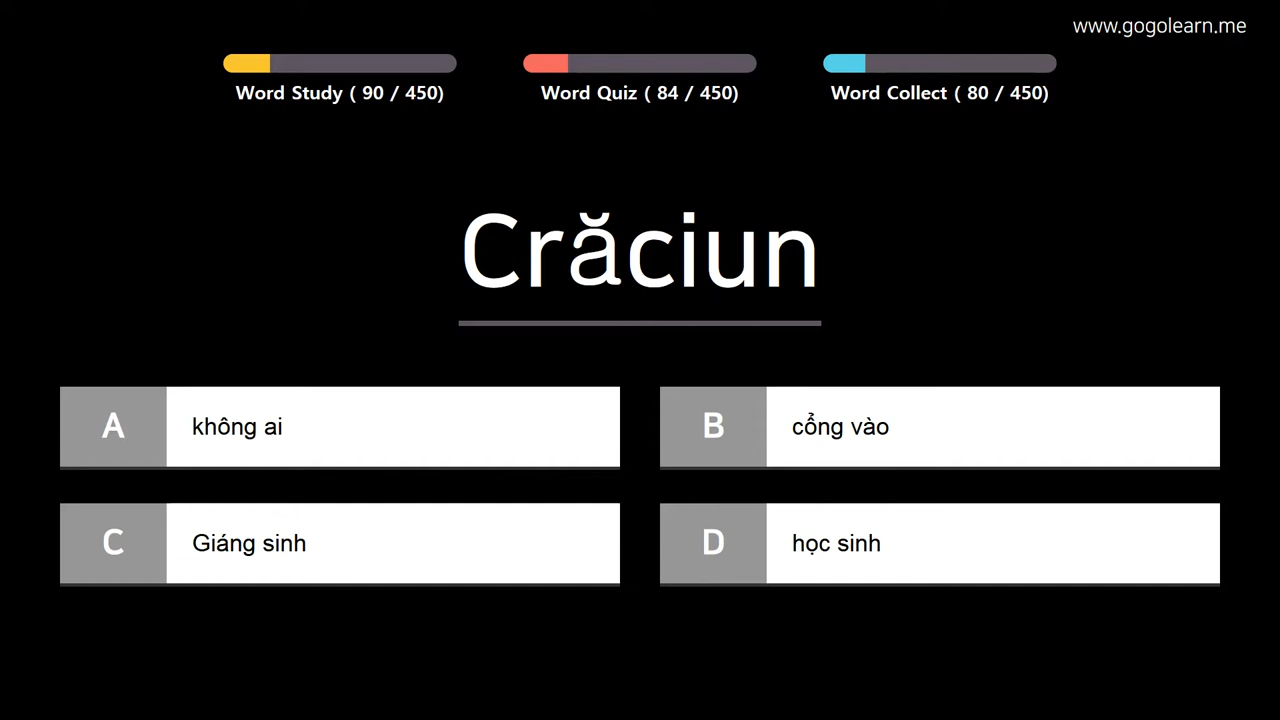 www.gogolearn.me
Word Study ( 90 / 450)
Word Quiz ( 84 / 450)
Word Collect ( 80 / 450)
Crăciun
A không ai
B cổng vào
C Giáng sinh
D học sinh